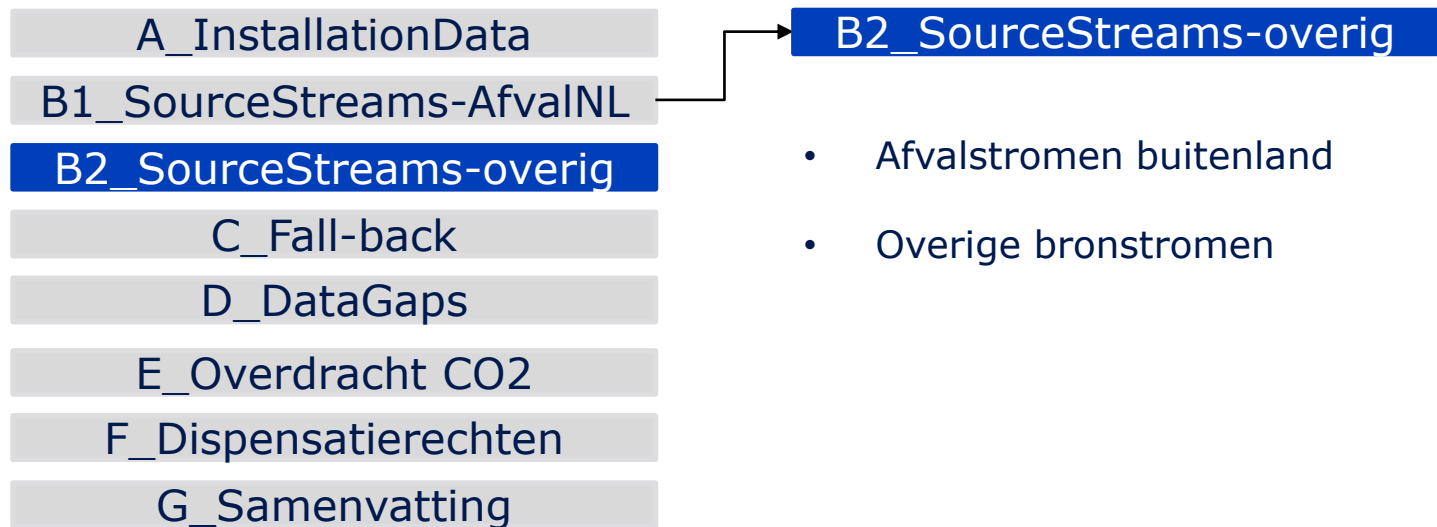 A_InstallationData
B1_SourceStreams-AfvalNL
B2_SourceStreams-overig
C_Fall-back
D_DataGaps
E_Overdracht CO2
F_Dispensatierechten
G_Samenvatting
B2_SourceStreams-overig
• Afvalstromen buitenland
• Overige bronstromen